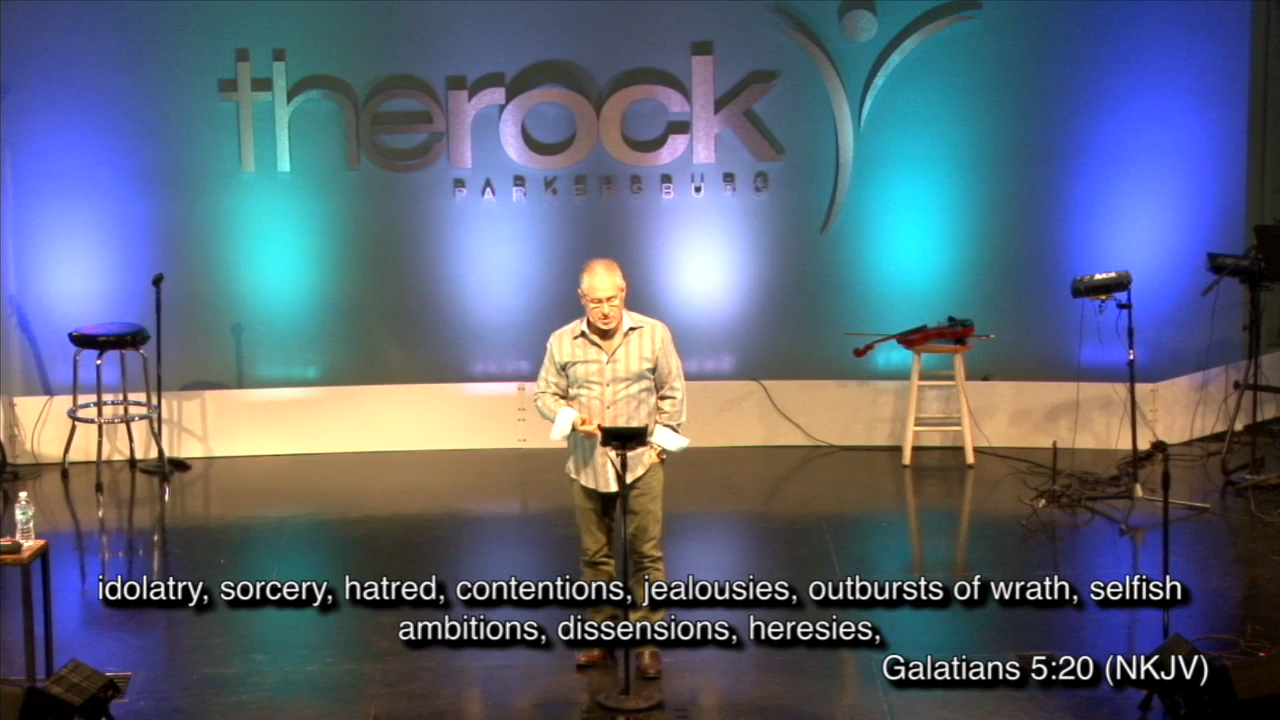 therock
PARKERSBURG
idolatry, sorcery, hatred, contentions, jealousies, outbursts of wrath, selfish
ambitions, dissensions, heresies,
Galatians 5:20 (NKJV)